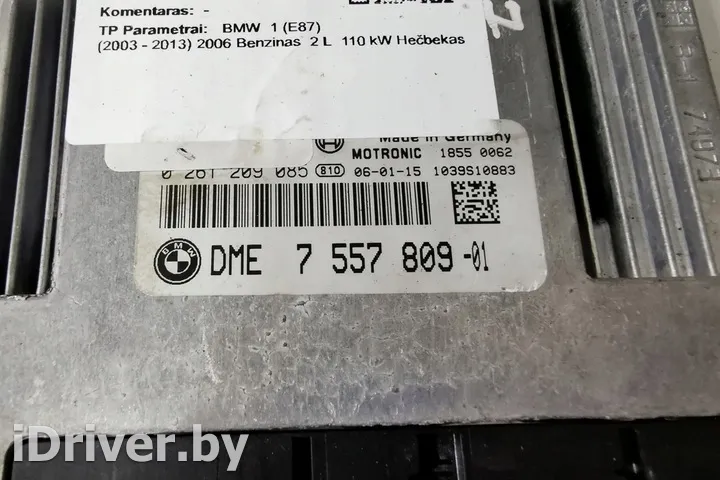 Komentaras: -
TP Parametrai: BMW 1 (E87)
(2003 - 2013) 2006 Benzinas 2 L 110 kW Hečbekas
Made in Germany
MOTRONIC 1855 0062
0 261 209 085 810 06-01-15 1039S10883
BMW DME 7 557 809 -01
iDriver.by